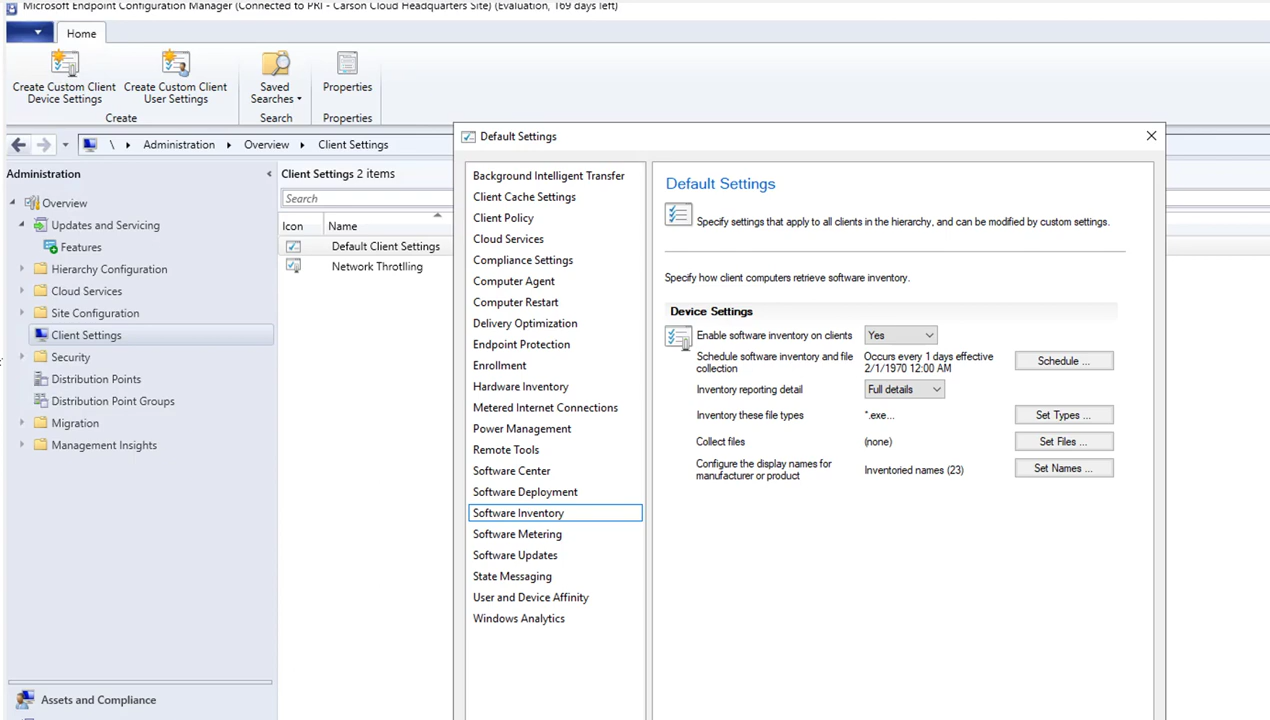 Microsoft Endpoint Configuration Manager (Connected to PRI - Carson Cloud Headquarters Site) (Evaluation, 169 days left)
Home
Create Custom Client Device Settings
Create Custom Client User Settings
Saved Searches
Properties
Create
Search
Properties
\ Administration Overview Client Settings
Administration
Overview
Updates and Servicing
Features
Hierarchy Configuration
Cloud Services
Site Configuration
Client Settings
Security
Distribution Points
Distribution Point Groups
Migration
Management Insights
Assets and Compliance
Client Settings 2 items
Search
Icon Name
Default Client Settings
Network Throtlling
Default Settings
Background Intelligent Transfer
Client Cache Settings
Client Policy
Cloud Services
Compliance Settings
Computer Agent
Computer Restart
Delivery Optimization
Endpoint Protection
Enrollment
Hardware Inventory
Metered Internet Connections
Power Management
Remote Tools
Software Center
Software Deployment
Software Inventory
Software Metering
Software Updates
State Messaging
User and Device Affinity
Windows Analytics
Default Settings
Specify settings that apply to all clients in the hierarchy, and can be modified by custom settings.
Specify how client computers retrieve software inventory.
Device Settings
Enable software inventory on clients Yes
Schedule software inventory and file collection Occurs every 1 days effective 2/1/1970 12:00 AM Schedule ...
Inventory reporting detail Full details
Inventory these file types *.exe... Set Types ...
Collect files (none) Set Files ...
Configure the display names for manufacturer or product Inventoried names (23) Set Names ...